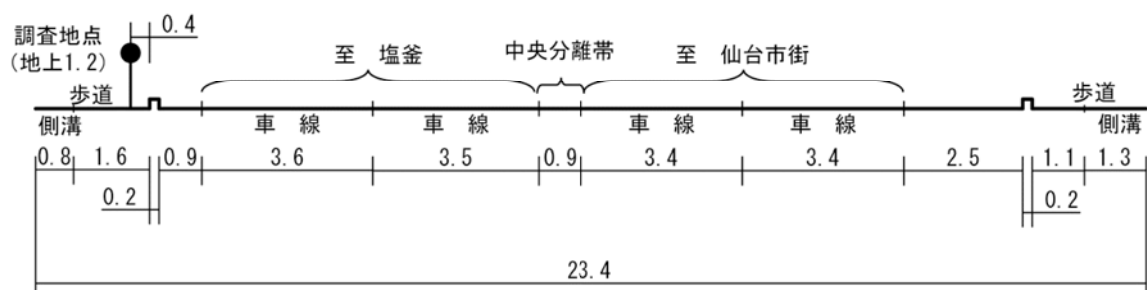 0.4
調査地点
(地上1.2)
至 塩釜
中央分離帯
至 仙台市街
歩道
歩道
側溝
車 線
車 線
車 線
車 線
側溝
0.8
1.6
0.9
3.6
3.5
0.9
3.4
3.4
2.5
1.1
1.3
0.2
0.2
23.4